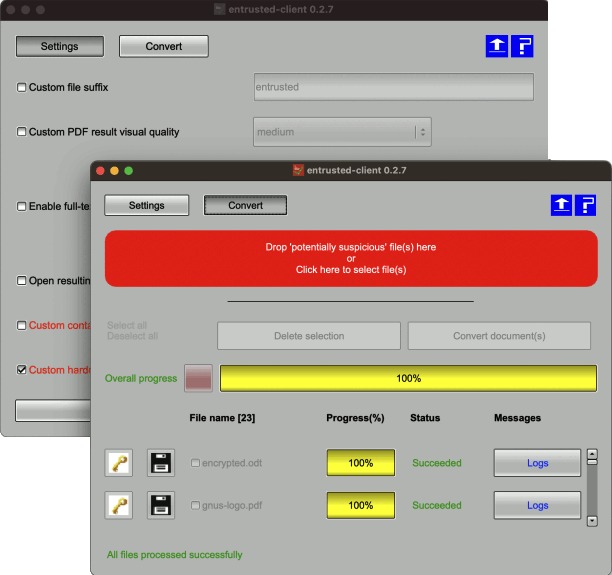 entrusted-client 0.2.7
Settings
Convert
Custom file suffix
entrusted
Custom PDF result visual quality
medium
Enable full-te
Open resultin
Custom conta
Custom hard
entrusted-client 0.2.7
Settings
Convert
Drop 'potentially suspicious' file(s) here
or
Click here to select file(s)
Select all
Deselect all
Delete selection
Convert document(s)
Overall progress
100%
File name [23]
Progress(%)
Status
Messages
encrypted.odt
100%
Succeeded
Logs
gnus-logo.pdf
100%
Succeeded
Logs
All files processed successfully